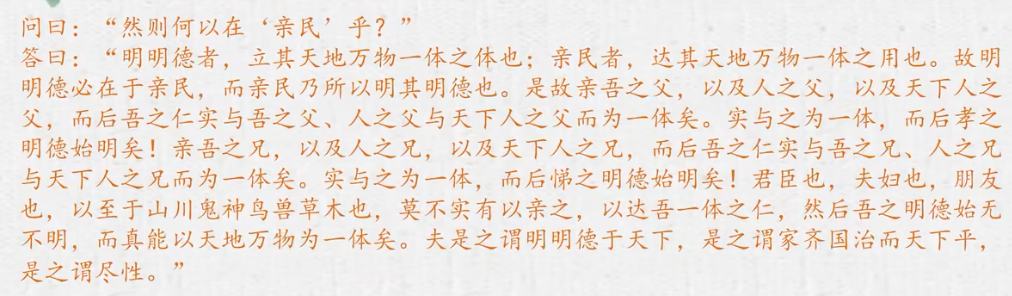 问曰：“然则何以在‘亲民’乎？”
答曰：“明明德者，立其天地万物一体之体也；亲民者，达其天地万物一体之用也。故明
明德必在于亲民，而亲民乃所以明其明德也。是故亲吾之父，以及人之父，以及天下人之
父，而后吾之仁实与吾之父、人之父与天下人之父而为一体矣。实与之为一体，而后孝之
明德始明矣！亲吾之兄，以及人之兄，以及天下人之兄，而后吾之仁实与吾之兄、人之兄
与天下人之兄而为一体矣。实与之为一体，而后悌之明德始明矣！君臣也，夫妇也，朋友
也，以至于山川鬼神鸟兽草木也，莫不实有以亲之，以达吾一体之仁，然后吾之明德始无
不明，而真能以天地万物为一体矣。夫是之谓明明德于天下，是之谓家齐国治而天下平，
是之谓尽性。”